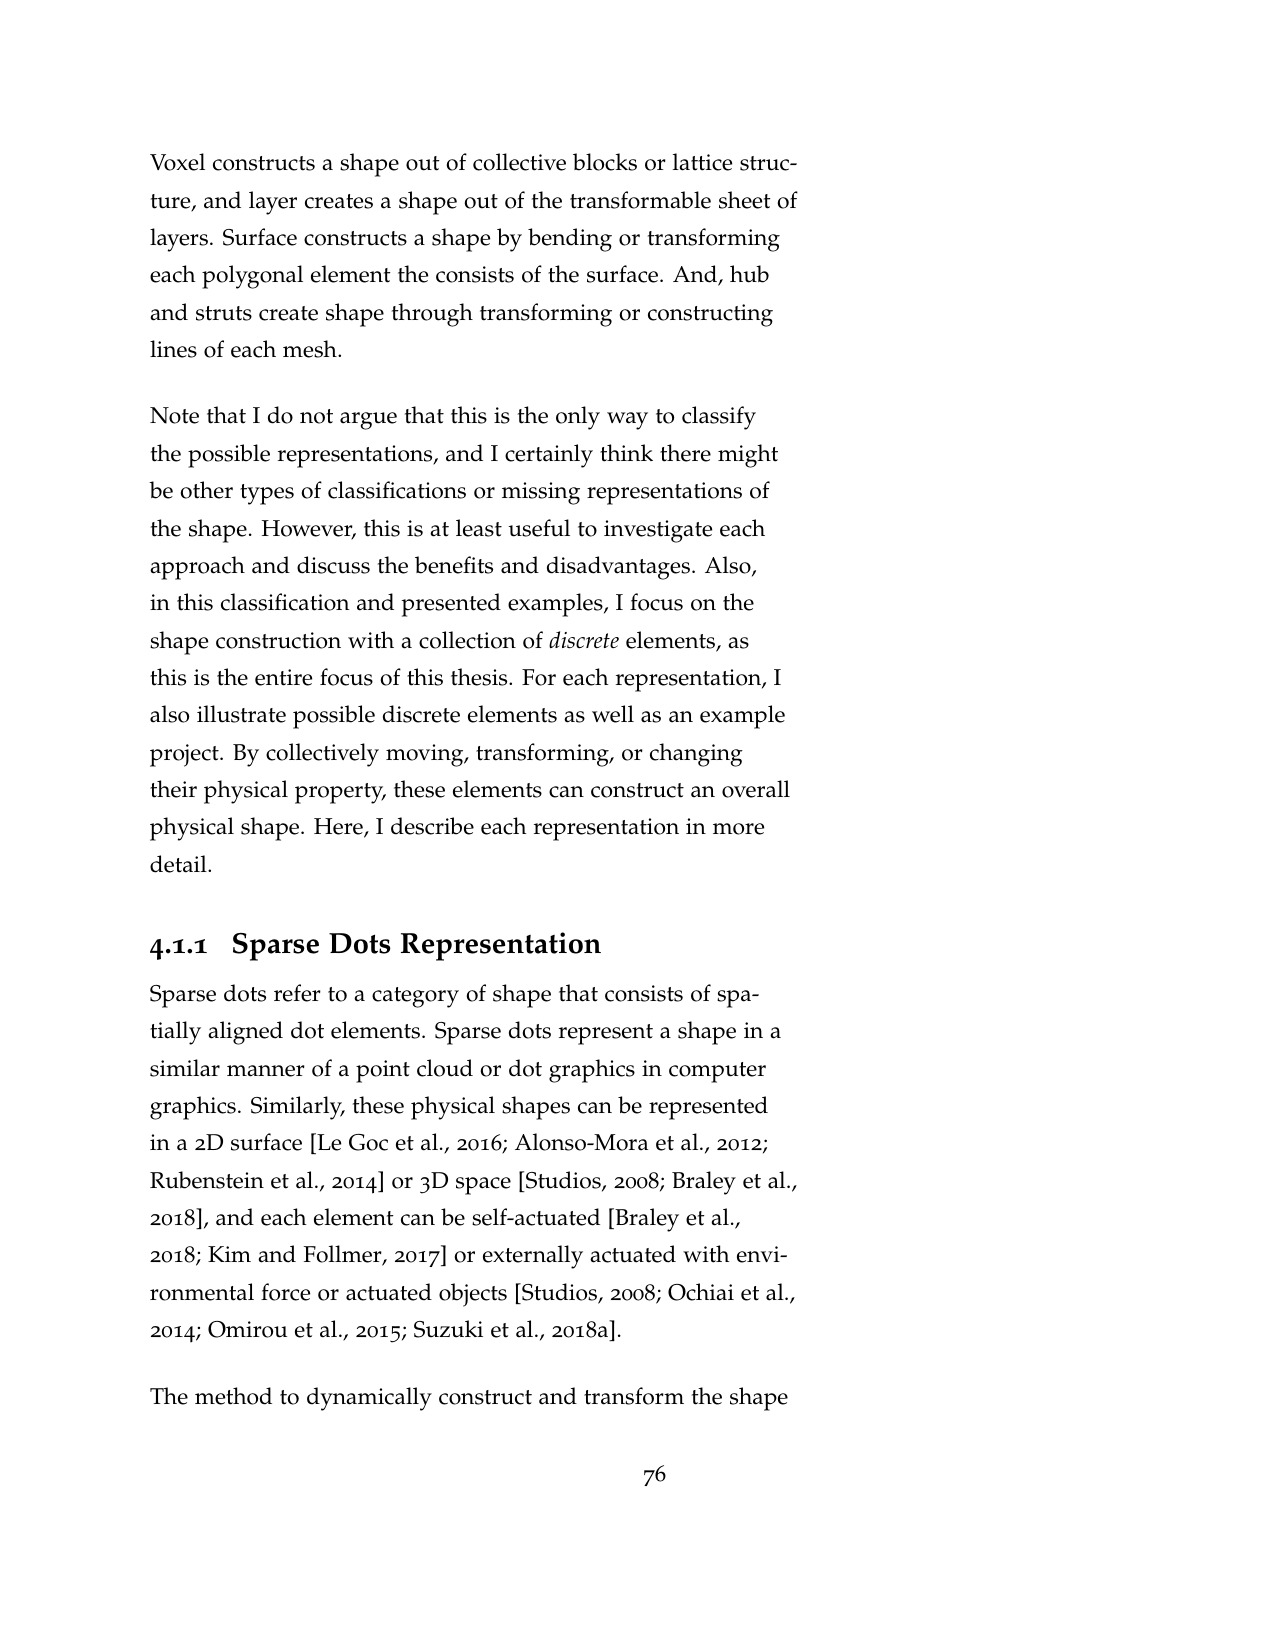 Voxel constructs a shape out of collective blocks or lattice struc-
ture, and layer creates a shape out of the transformable sheet of
layers. Surface constructs a shape by bending or transforming
each polygonal element the consists of the surface. And, hub
and struts create shape through transforming or constructing
lines of each mesh.
Note that I do not argue that this is the only way to classify
the possible representations, and I certainly think there might
be other types of classifications or missing representations of
the shape. However, this is at least useful to investigate each
approach and discuss the benefits and disadvantages. Also,
in this classification and presented examples, I focus on the
shape construction with a collection of discrete elements, as
this is the entire focus of this thesis. For each representation, I
also illustrate possible discrete elements as well as an example
project. By collectively moving, transforming, or changing
their physical property, these elements can construct an overall
physical shape. Here, I describe each representation in more
detail.
4.1.1 Sparse Dots Representation
Sparse dots refer to a category of shape that consists of spa-
tially aligned dot elements. Sparse dots represent a shape in a
similar manner of a point cloud or dot graphics in computer
graphics. Similarly, these physical shapes can be represented
in a 2D surface [Le Goc et al., 2016; Alonso-Mora et al., 2012;
Rubenstein et al., 2014] or 3D space [Studios, 2008; Braley et al.,
2018], and each element can be self-actuated [Braley et al.,
2018; Kim and Follmer, 2017] or externally actuated with envi-
ronmental force or actuated objects [Studios, 2008; Ochiai et al.,
2014; Omirou et al., 2015; Suzuki et al., 2018a].
The method to dynamically construct and transform the shape
76